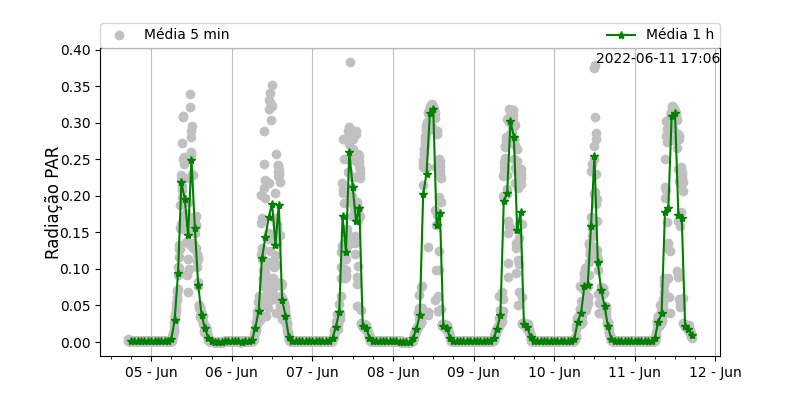 Média 5 min
Média 1 h
2022-06-11 17:06
Radiação PAR
0.40
0.35
0.30
0.25
0.20
0.15
0.10
0.05
0.00
05 - Jun
06 - Jun
07 - Jun
08 - Jun
09 - Jun
10 - Jun
11 - Jun
12 - Jun